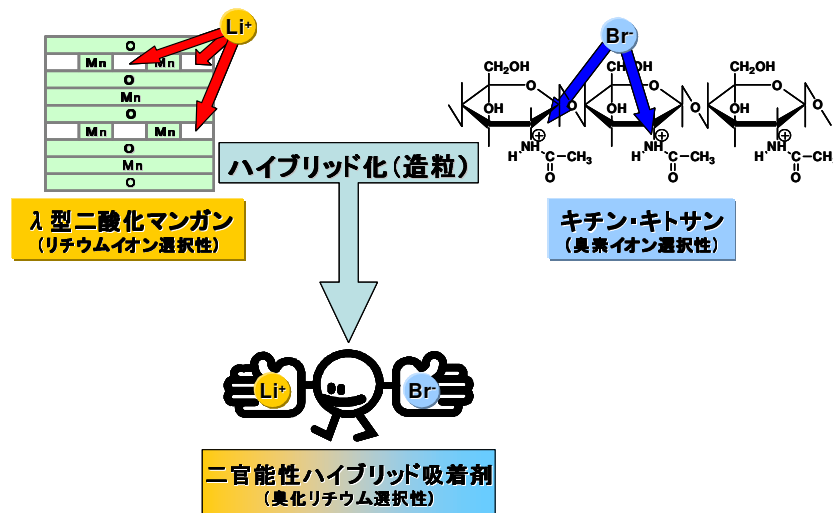 Li⁺
O
Mn Mn
O
Mn
O
Mn Mn
O
Mn
O
λ型二酸化マンガン
(リチウムイオン選択性)
ハイブリッド化(造粒)
Br⁻
CH₂OH CH₂OH CH₂OH
O O O O O O
OH OH OH
NH NH NH
+ +
H C CH₃ H C CH₃ H C CH₃
O O O
キチン・キトサン
(臭素イオン選択性)
Li⁺ Br⁻
二官能性ハイブリッド吸着剤
(臭化リチウム選択性)